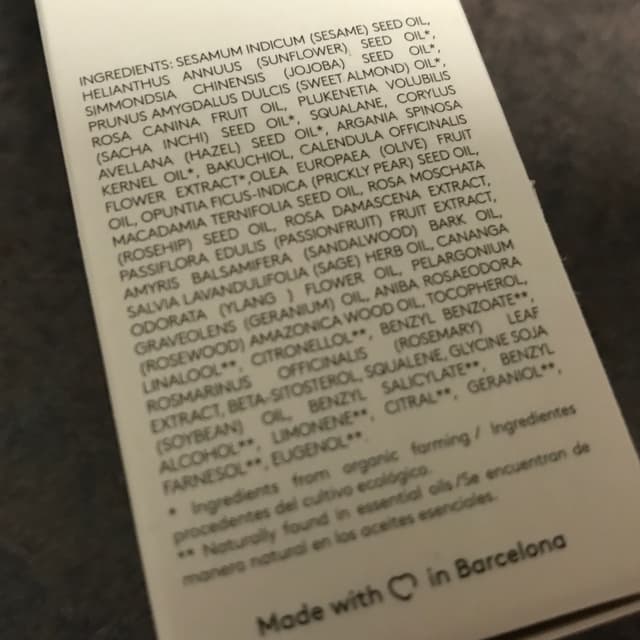 INGREDIENTS: SESAMUM INDICUM (SESAME) SEED OIL,
HELIANTHUS ANNUUS (SUNFLOWER) SEED OIL*,
SIMMONDSIA CHINENSIS (JOJOBA) SEED OIL*,
PRUNUS AMYGDALUS DULCIS (SWEET ALMOND) OIL*,
ROSA CANINA FRUIT OIL, PLUKENETIA VOLUBILIS
(SACHA INCHI) SEED OIL*, SQUALANE, CORYLUS
AVELLANA (HAZEL) SEED OIL*, ARGANIA SPINOSA
KERNEL OIL*, BAKUCHIOL, CALENDULA OFFICINALIS
FLOWER EXTRACT*,OLEA EUROPAEA (OLIVE) FRUIT
OIL, OPUNTIA FICUS-INDICA (PRICKLY PEAR) SEED OIL,
MACADAMIA TERNIFOLIA SEED OIL, ROSA MOSCHATA
(ROSEHIP) SEED OIL, ROSA DAMASCENA EXTRACT,
PASSIFLORA EDULIS (PASSIONFRUIT) FRUIT EXTRACT,
AMYRIS BALSAMIFERA (SANDALWOOD) BARK OIL,
SALVIA LAVANDULIFOLIA (SAGE) HERB OIL, CANANGA
ODORATA (YLANG ) FLOWER OIL, PELARGONIUM
GRAVEOLENS (GERANIUM) OIL, ANIBA ROSAEODORA
(ROSEWOOD) AMAZONICA WOOD OIL, TOCOPHEROL,
LINALOOL**, CITRONELLOL**, BENZYL BENZOATE**,
ROSMARINUS OFFICINALIS (ROSEMARY) LEAF
EXTRACT, BETA-SITOSTEROL, SQUALENE, GLYCINE SOJA
(SOYBEAN) OIL, BENZYL SALICYLATE**, BENZYL
ALCOHOL**, LIMONENE**, CITRAL**, GERANIOL**,
FARNESOL**, EUGENOL**.
* Ingredients from organic farming / Ingredientes
procedentes del cultivo ecológico.
** Naturally found in essential oils /Se encuentran de
manera natural en los aceites esenciales.
Made with ♡ in Barcelona